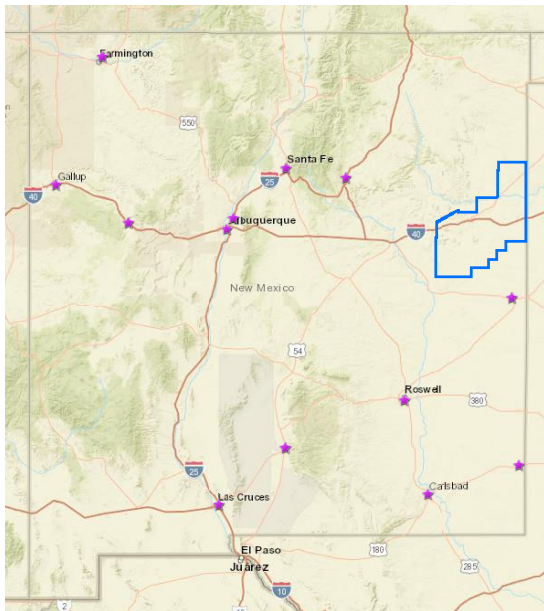 Farmington
550
Santa Fe
25
Gallup
40
Albuquerque
40
New Mexico
54
Roswell
380
25
Carlsbad
Las Cruces
El Paso
Juárez
180
285
10
2